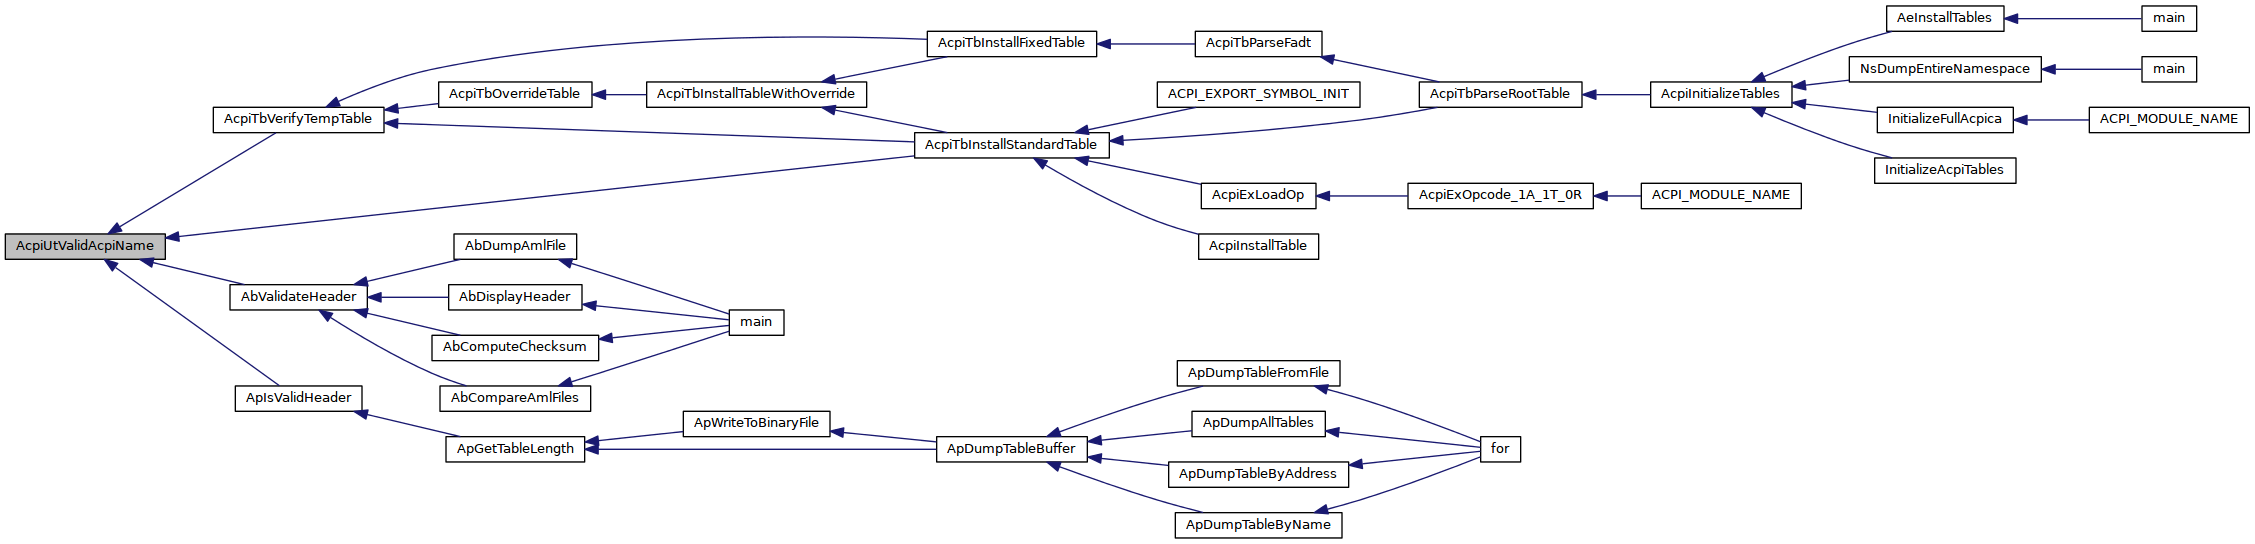 AeInstallTables
main
AcpiTbInstallFixedTable
AcpiTbParseFadt
NsDumpEntireNamespace
main
AcpiTbOverrideTable
AcpiTbInstallTableWithOverride
ACPI_EXPORT_SYMBOL_INIT
AcpiTbParseRootTable
AcpiInitializeTables
AcpiTbVerifyTempTable
InitializeFullAcpica
ACPI_MODULE_NAME
AcpiTbInstallStandardTable
InitializeAcpiTables
AcpiExLoadOp
AcpiExOpcode_1A_1T_0R
ACPI_MODULE_NAME
AcpiUtValidAcpiName
AbDumpAmlFile
AcpiInstallTable
AbValidateHeader
AbDisplayHeader
main
AbComputeChecksum
ApDumpTableFromFile
ApIsValidHeader
AbCompareAmlFiles
ApWriteToBinaryFile
ApDumpAllTables
ApGetTableLength
ApDumpTableBuffer
for
ApDumpTableByAddress
ApDumpTableByName